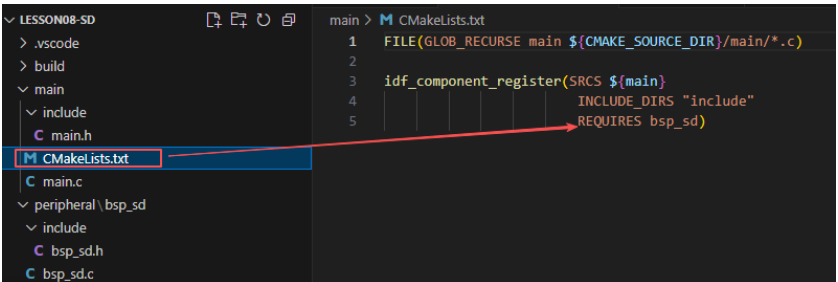 LESSON08-SD
.vscode
build
main
include
C main.h
M CMakeLists.txt
C main.c
peripheral\bsp_sd
include
C bsp_sd.h
C bsp_sd.c
main > M CMakeLists.txt
1 FILE(GLOB_RECURSE main ${CMAKE_SOURCE_DIR}/main/*.c)
2
3 idf_component_register(SRCS ${main}
4 INCLUDE_DIRS "include"
5 REQUIRES bsp_sd)